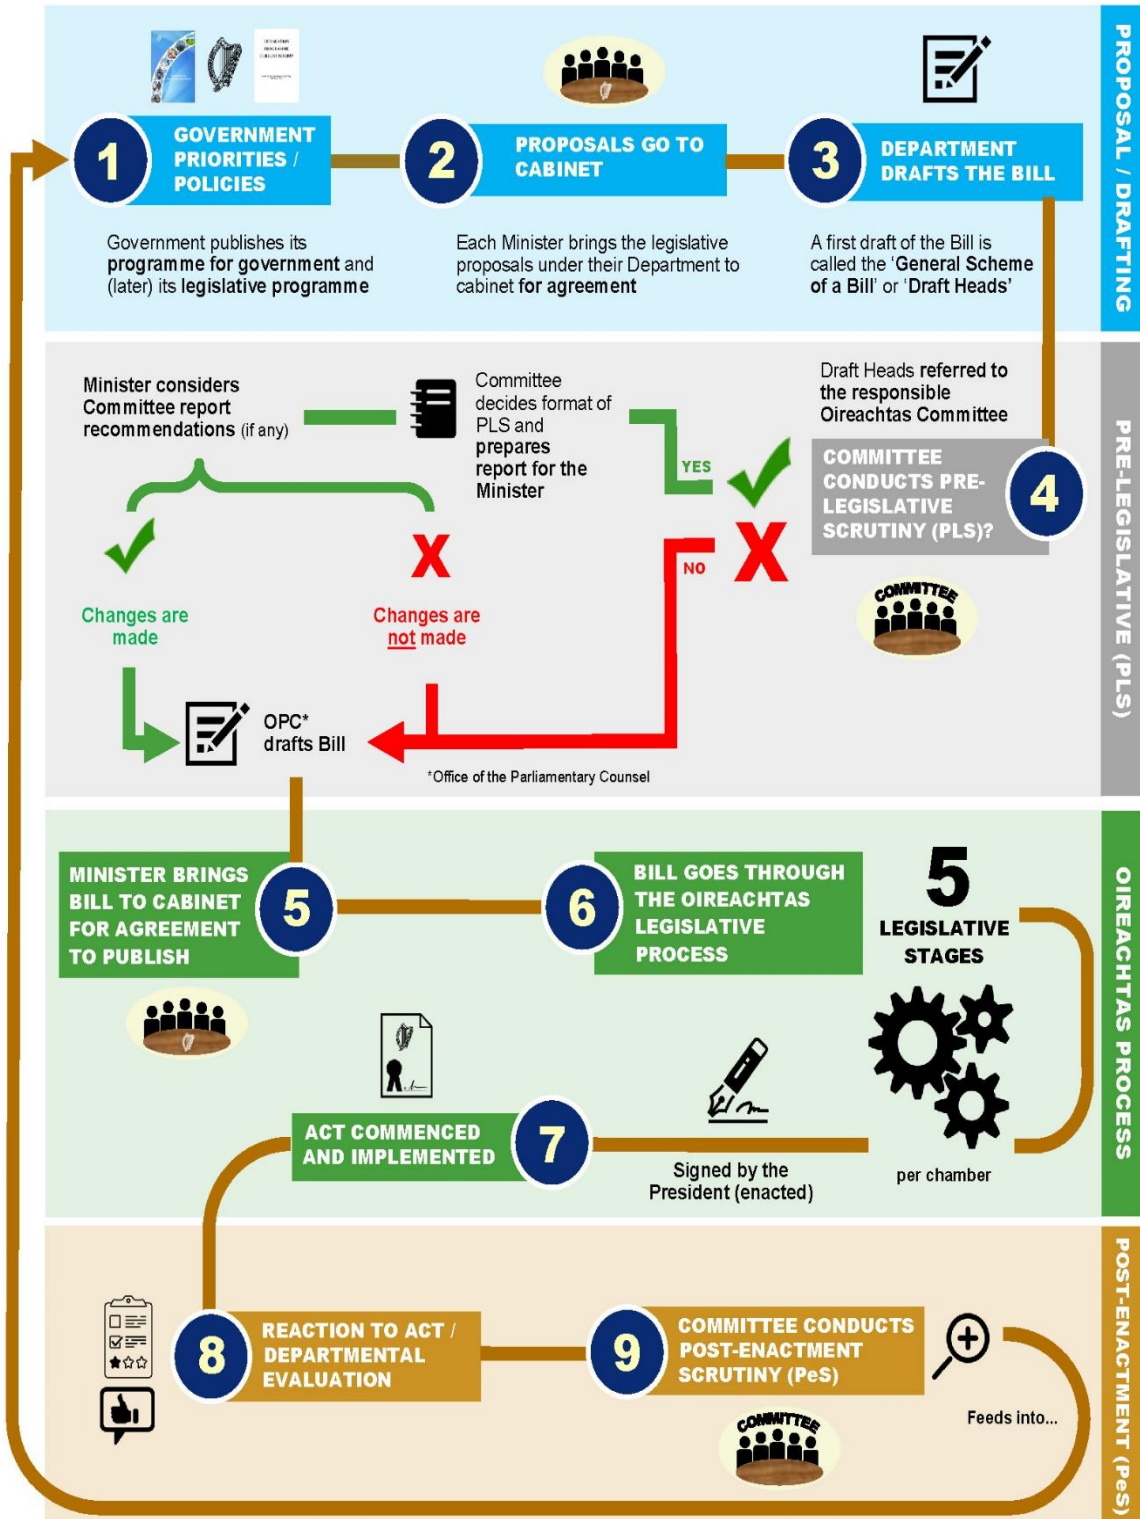 1
GOVERNMENT
PRIORITIES /
POLICIES
Government publishes its
programme for government and
(later) its legislative programme
2
PROPOSALS GO TO
CABINET
Each Minister brings the legislative
proposals under their Department to
cabinet for agreement
3
DEPARTMENT
DRAFTS THE BILL
A first draft of the Bill is
called the ‘General Scheme
of a Bill’ or ‘Draft Heads’
PROPOSAL / DRAFTING
Draft Heads referred to
the responsible
Oireachtas Committee
COMMITTEE
CONDUCTS PRE-
LEGISLATIVE
SCRUTINY (PLS)?
4
COMMITTEE
YES
NO
Committee
decides format of
PLS and
prepares
report for the
Minister
Minister considers
Committee report
recommendations (if any)
Changes are
made
Changes are
not made
OPC*
drafts Bill
*Office of the Parliamentary Counsel
PRE-LEGISLATIVE (PLS)
MINISTER BRINGS
BILL TO CABINET
FOR AGREEMENT
TO PUBLISH
5
6
BILL GOES THROUGH
THE OIREACHTAS
LEGISLATIVE
PROCESS
5
LEGISLATIVE
STAGES
per chamber
Signed by the
President (enacted)
ACT COMMENCED
AND IMPLEMENTED
7
OIREACHTAS PROCESS
8
REACTION TO ACT /
DEPARTMENTAL
EVALUATION
9
COMMITTEE CONDUCTS
POST-ENACTMENT
SCRUTINY (PeS)
COMMITTEE
Feeds into...
POST-ENACTMENT (PeS)